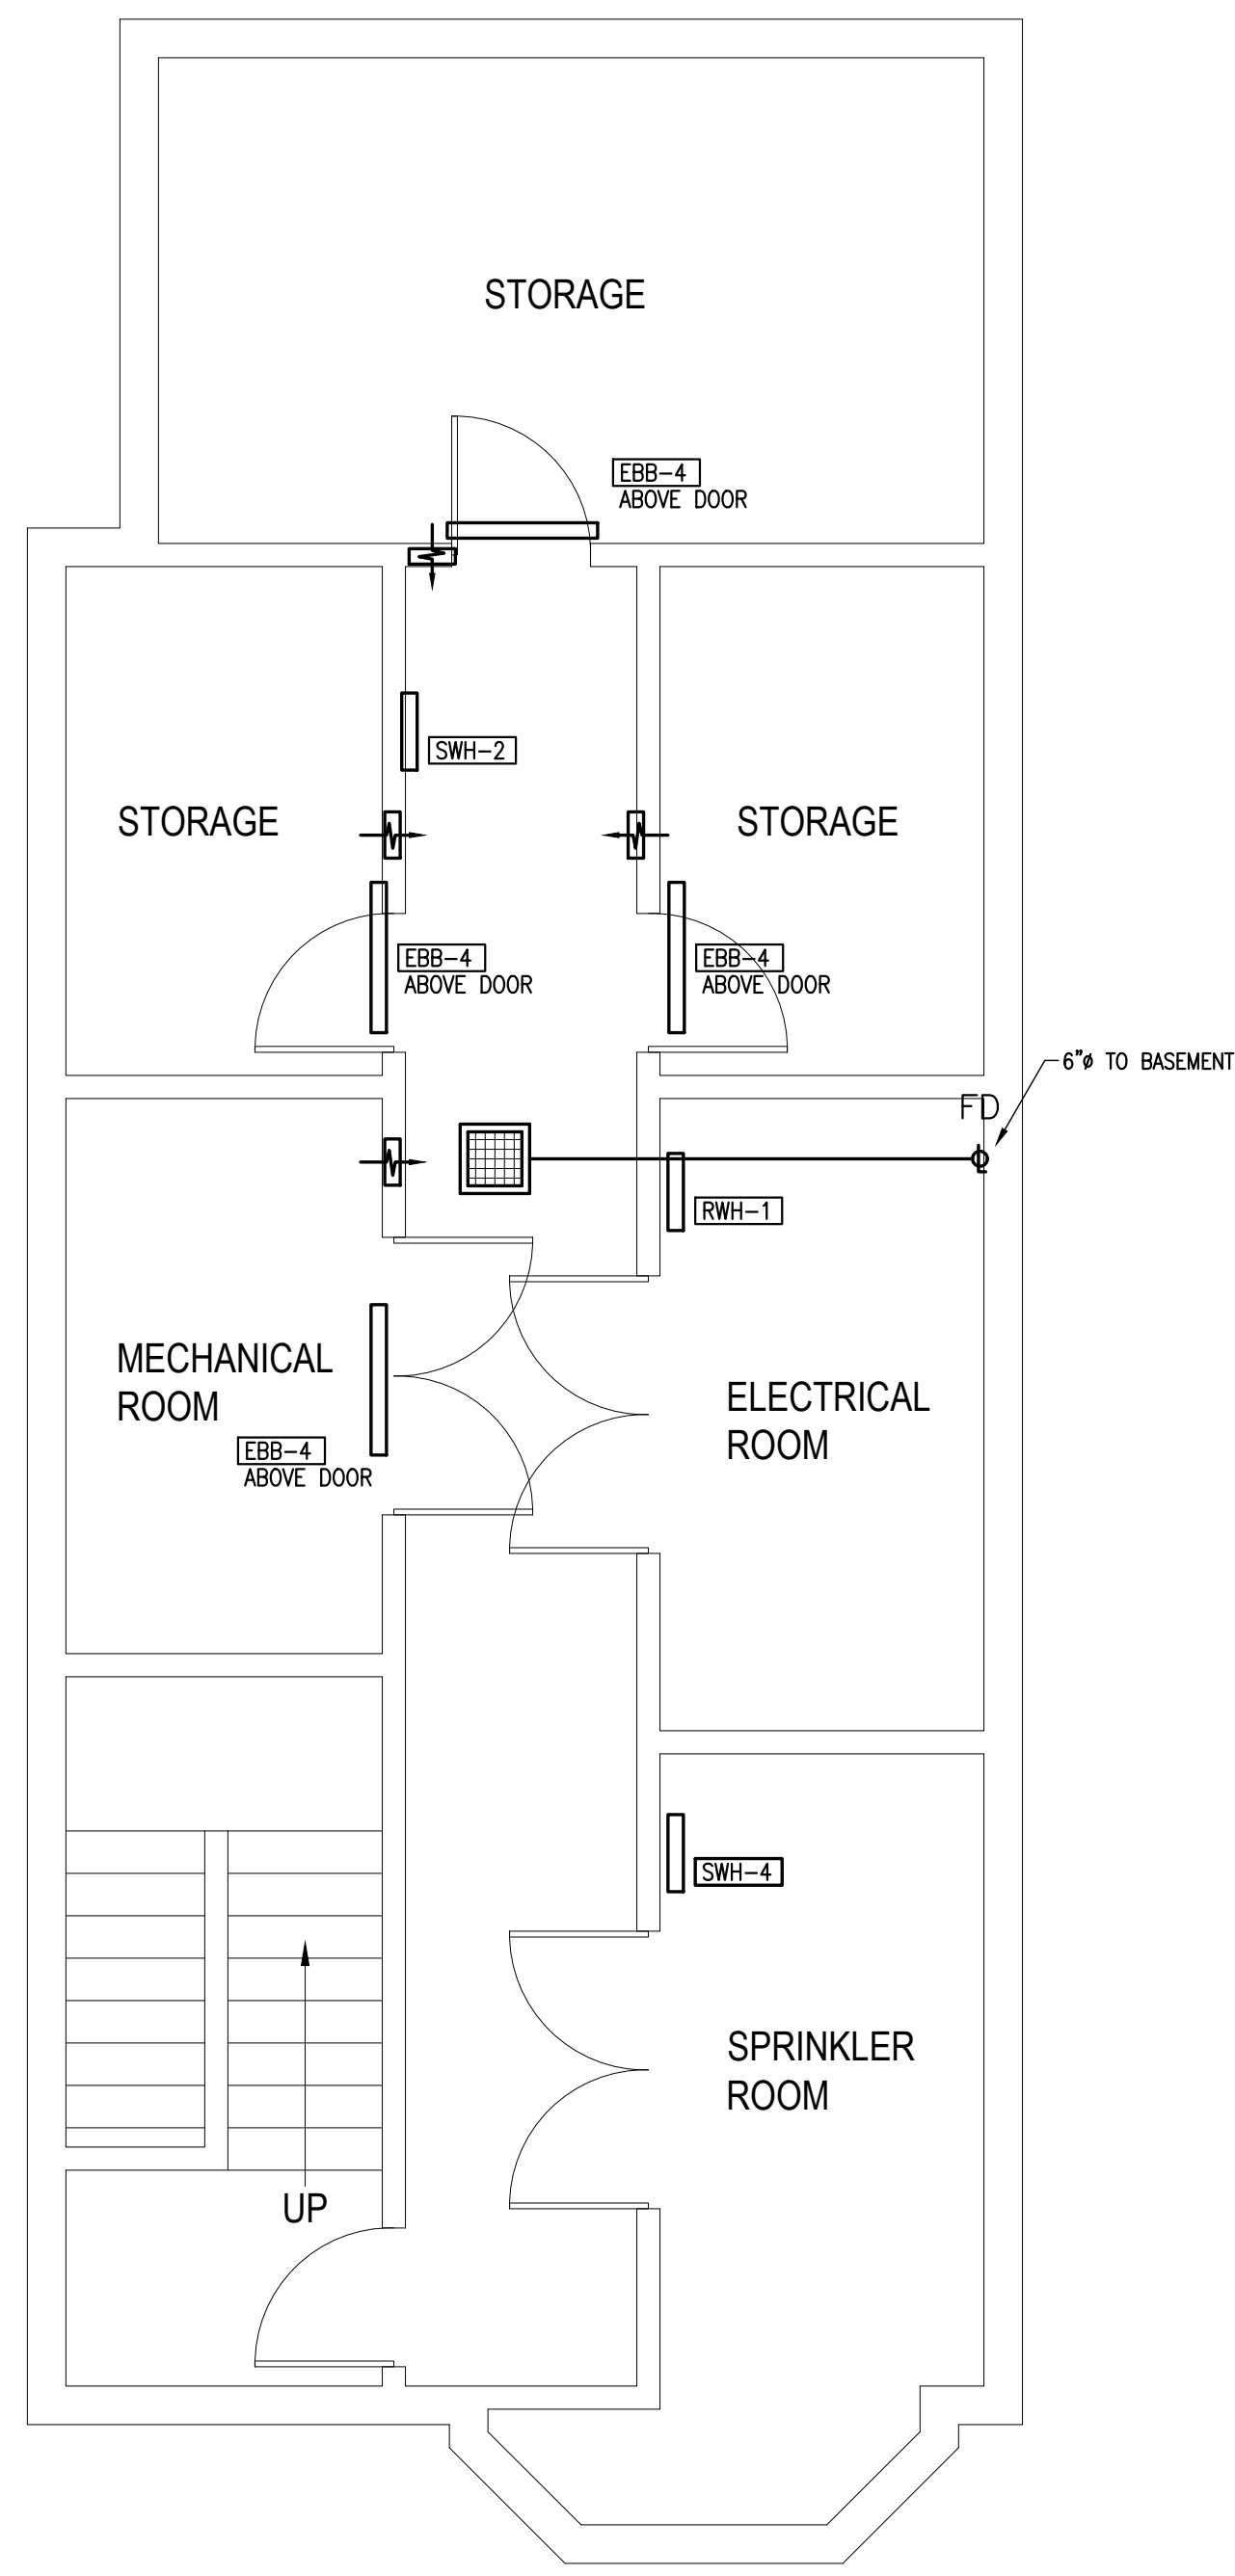 STORAGE
EBB-4
ABOVE DOOR
SWH-2
STORAGE
STORAGE
EBB-4
ABOVE DOOR
EBB-4
ABOVE DOOR
6"ø TO BASEMENT
FD
RWH-1
MECHANICAL
ROOM
EBB-4
ABOVE DOOR
ELECTRICAL
ROOM
SWH-4
SPRINKLER
ROOM
UP